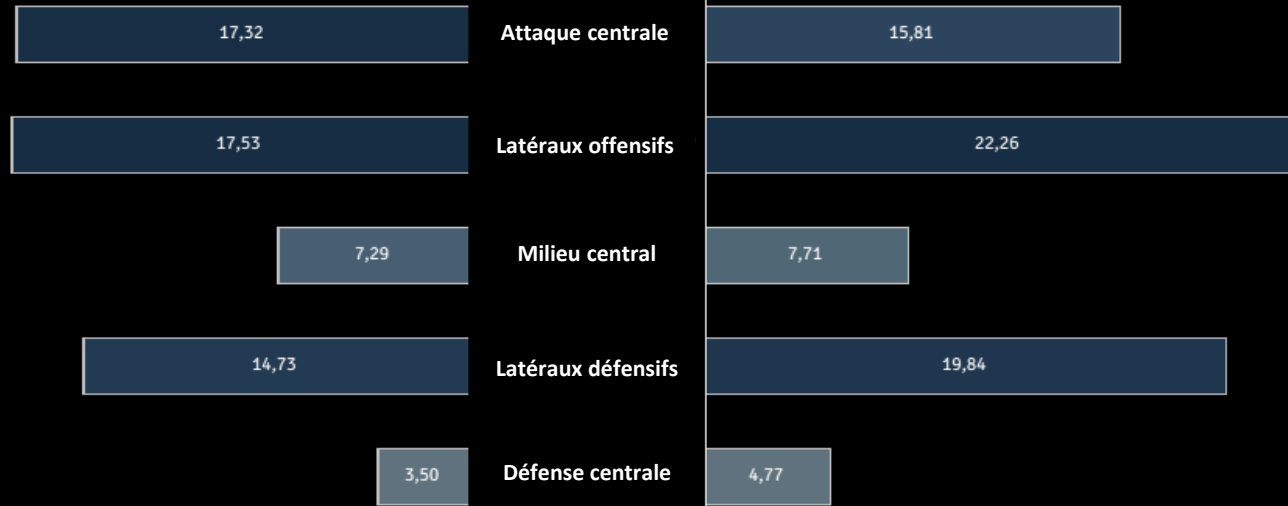 17,32 Attaque centrale 15,81
17,53 Latéraux offensifs 22,26
7,29 Milieu central 7,71
14,73 Latéraux défensifs 19,84
3,50 Défense centrale 4,77